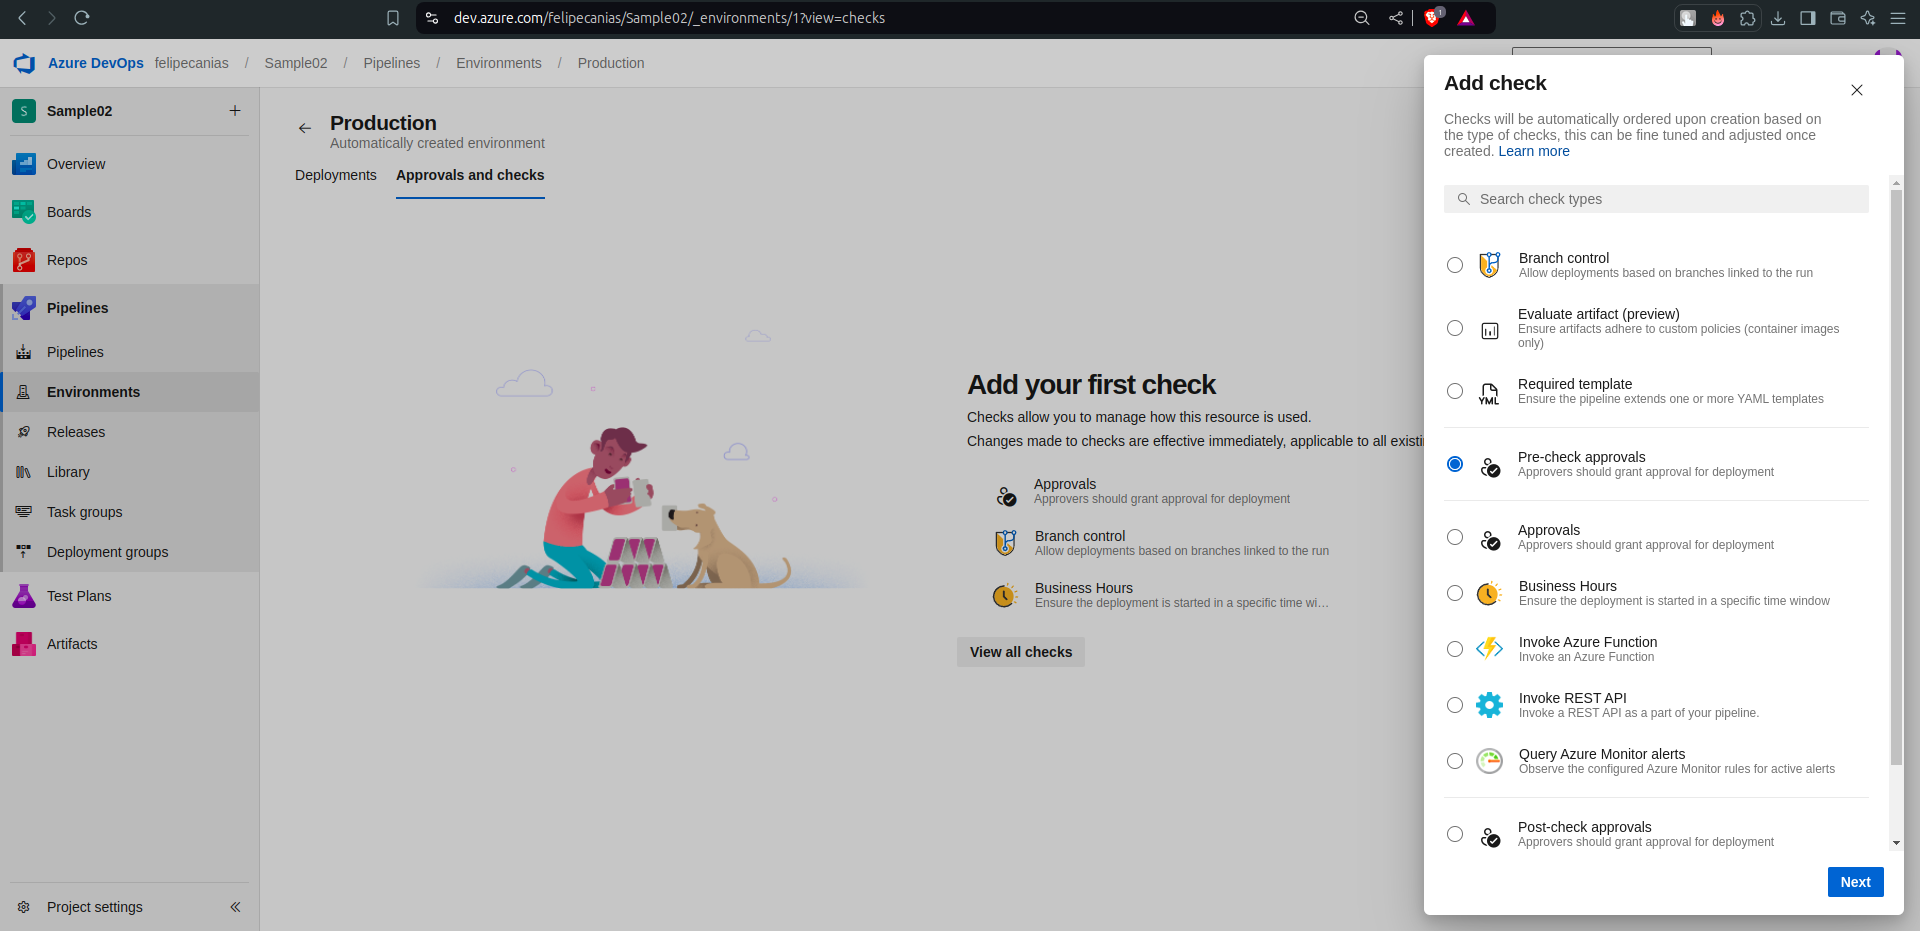 dev.azure.com/felipecanias/Sample02/_environments/1?view=checks
1
Azure DevOps felipecanias / Sample02 / Pipelines / Environments / Production
S Sample02
Overview
Boards
Repos
Pipelines
Pipelines
Environments
Releases
Library
Task groups
Deployment groups
Test Plans
Artifacts
Project settings
Production
Automatically created environment
Deployments Approvals and checks
Add your first check
Checks allow you to manage how this resource is used.
Changes made to checks are effective immediately, applicable to all existi
Approvals
Approvers should grant approval for deployment
Branch control
Allow deployments based on branches linked to the run
Business Hours
Ensure the deployment is started in a specific time wi...
View all checks
Add check
Checks will be automatically ordered upon creation based on
the type of checks, this can be fine tuned and adjusted once
created. Learn more
Search check types
Branch control
Allow deployments based on branches linked to the run
Evaluate artifact (preview)
Ensure artifacts adhere to custom policies (container images
only)
YML
Required template
Ensure the pipeline extends one or more YAML templates
Pre-check approvals
Approvers should grant approval for deployment
Approvals
Approvers should grant approval for deployment
Business Hours
Ensure the deployment is started in a specific time window
Invoke Azure Function
Invoke an Azure Function
Invoke REST API
Invoke a REST API as a part of your pipeline.
Query Azure Monitor alerts
Observe the configured Azure Monitor rules for active alerts
Post-check approvals
Approvers should grant approval for deployment
Next